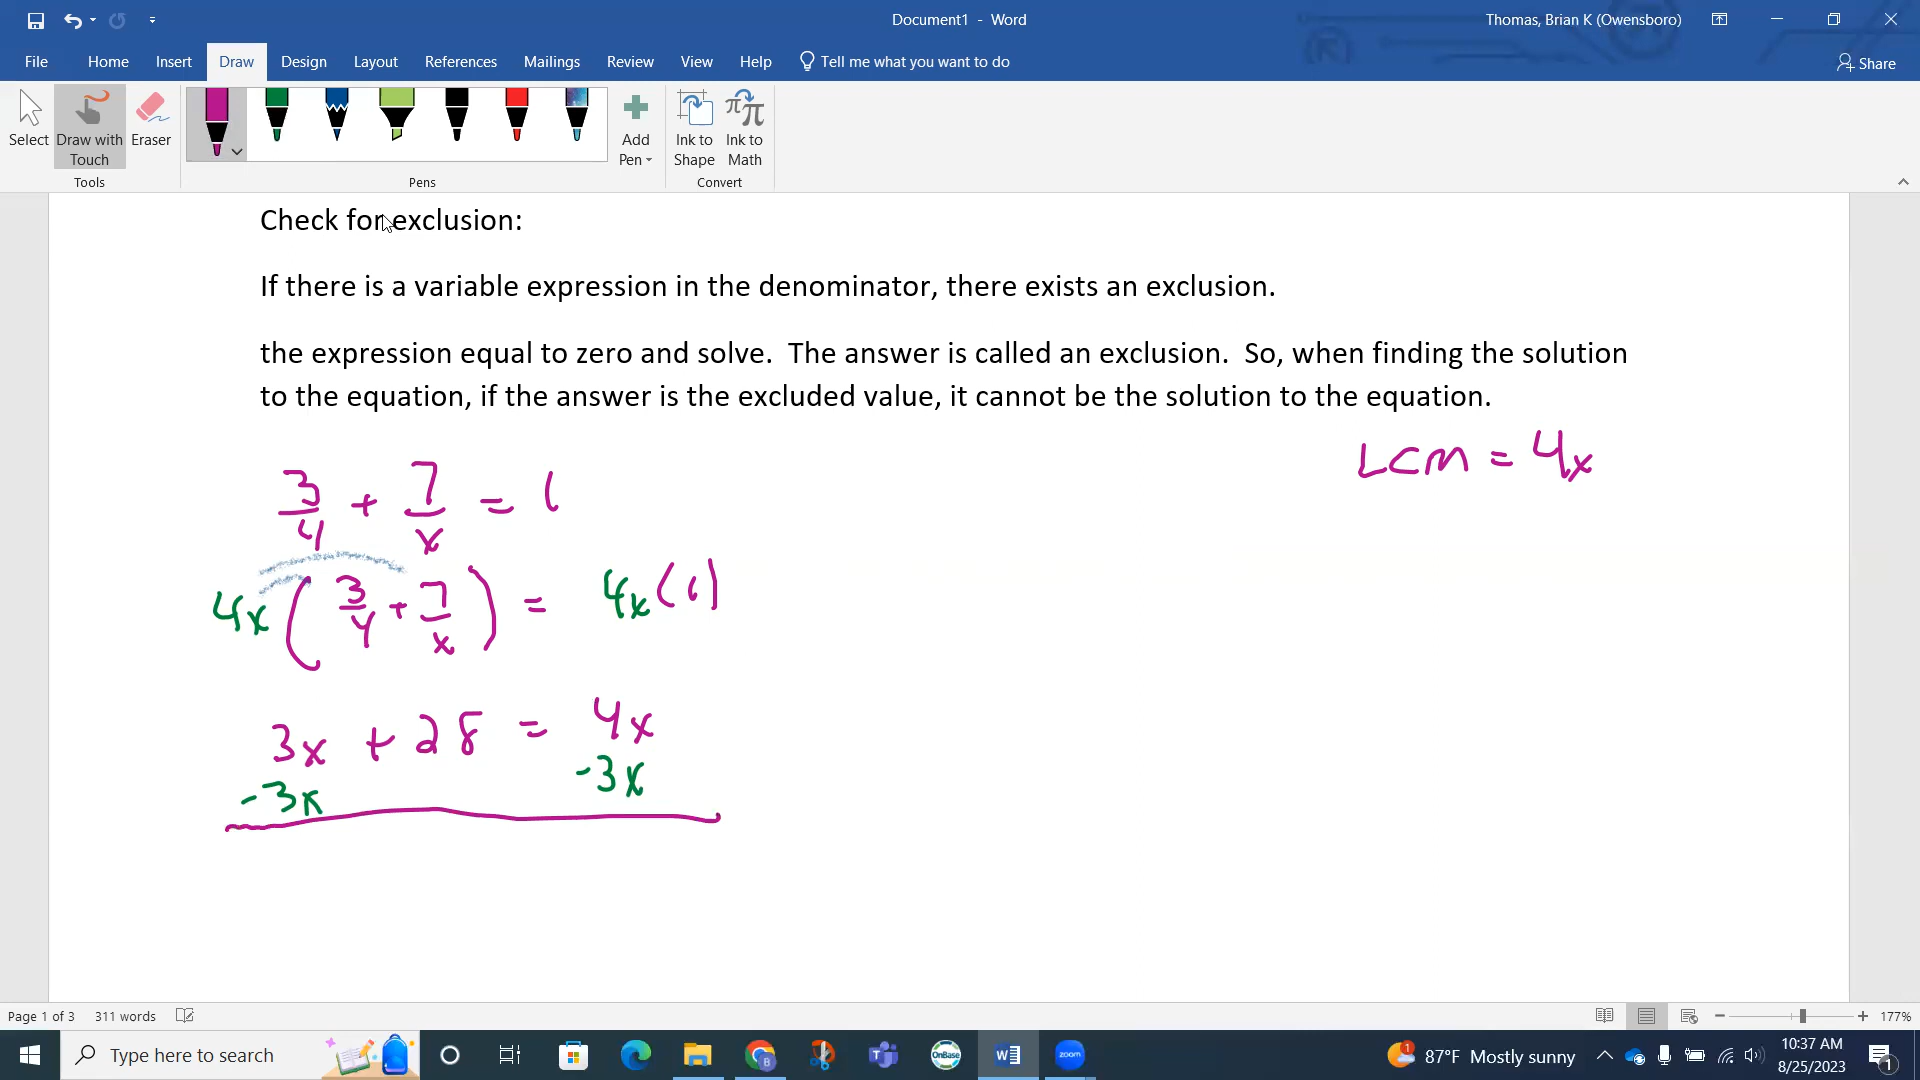 Document1 - Word
Thomas, Brian K (Owensboro)
File Home Insert Draw Design Layout References Mailings Review View Help Tell me what you want to do
Share
Select
Draw with Touch
Eraser
Add Pen
Ink to Shape
Ink to Math
Tools
Pens
Convert
Check for exclusion:
If there is a variable expression in the denominator, there exists an exclusion.
the expression equal to zero and solve. The answer is called an exclusion. So, when finding the solution
to the equation, if the answer is the excluded value, it cannot be the solution to the equation.
LCM = 4x
3/4 + 7/x = 1
4x ( 3/4 + 7/x ) = 4x (1)
3x + 28 = 4x
-3x -3x
Page 1 of 3 311 words
177%
Type here to search
OnBase
zoom
87°F Mostly sunny
10:37 AM
8/25/2023
1